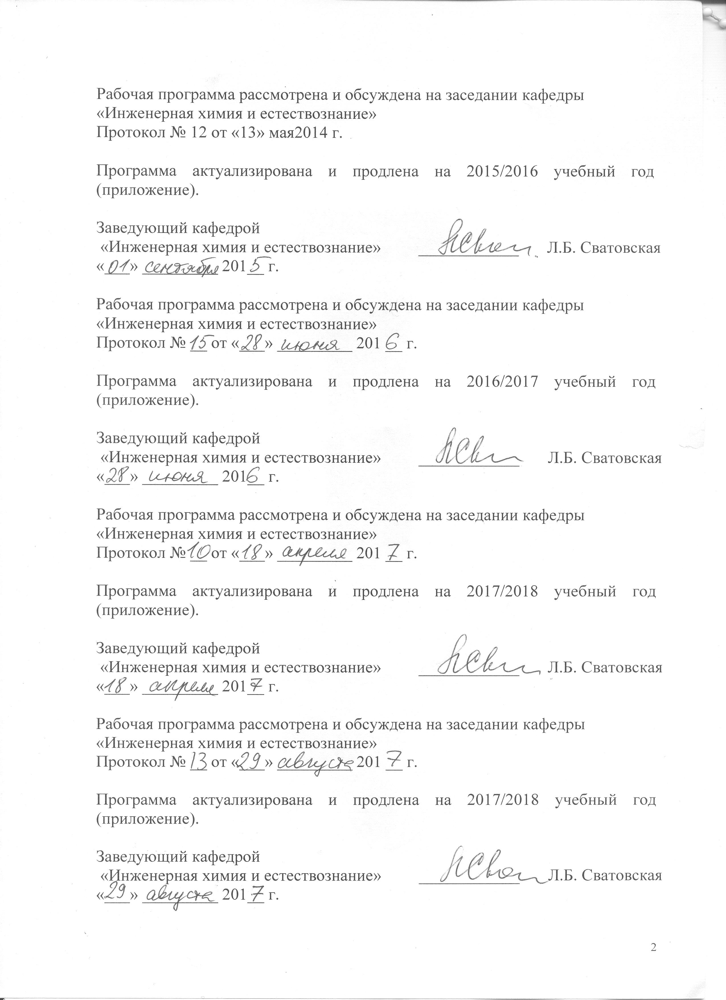 Рабочая программа рассмотрена и обсуждена на заседании кафедры
«Инженерная химия и естествознание»
Протокол № 12 от «13» мая2014 г.
Программа актуализирована и продлена на 2015/2016 учебный год
(приложение).
Заведующий кафедрой
«Инженерная химия и естествознание» Л.Б. Сватовская
«01» сентября 2015 г.
Рабочая программа рассмотрена и обсуждена на заседании кафедры
«Инженерная химия и естествознание»
Протокол № 15 от «28» июня 2016 г.
Программа актуализирована и продлена на 2016/2017 учебный год
(приложение).
Заведующий кафедрой
«Инженерная химия и естествознание» Л.Б. Сватовская
«28» июня 2016 г.
Рабочая программа рассмотрена и обсуждена на заседании кафедры
«Инженерная химия и естествознание»
Протокол №10 от «18» апреля 2017 г.
Программа актуализирована и продлена на 2017/2018 учебный год
(приложение).
Заведующий кафедрой
«Инженерная химия и естествознание» Л.Б. Сватовская
«18» апреля 2017 г.
Рабочая программа рассмотрена и обсуждена на заседании кафедры
«Инженерная химия и естествознание»
Протокол № 13 от «29» августа 2017 г.
Программа актуализирована и продлена на 2017/2018 учебный год
(приложение).
Заведующий кафедрой
«Инженерная химия и естествознание» Л.Б. Сватовская
«29» августа 2017 г.
2